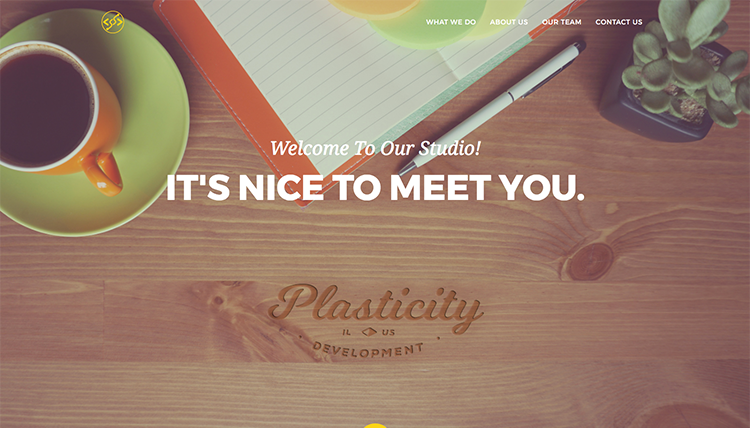 WHAT WE DO ABOUT US OUR TEAM CONTACT US
Welcome To Our Studio!
IT'S NICE TO MEET YOU.
Plasticity
IL US
DEVELOPMENT